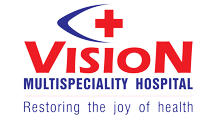 VISION
MULTISPECIALITY HOSPITAL
Restoring the joy of health